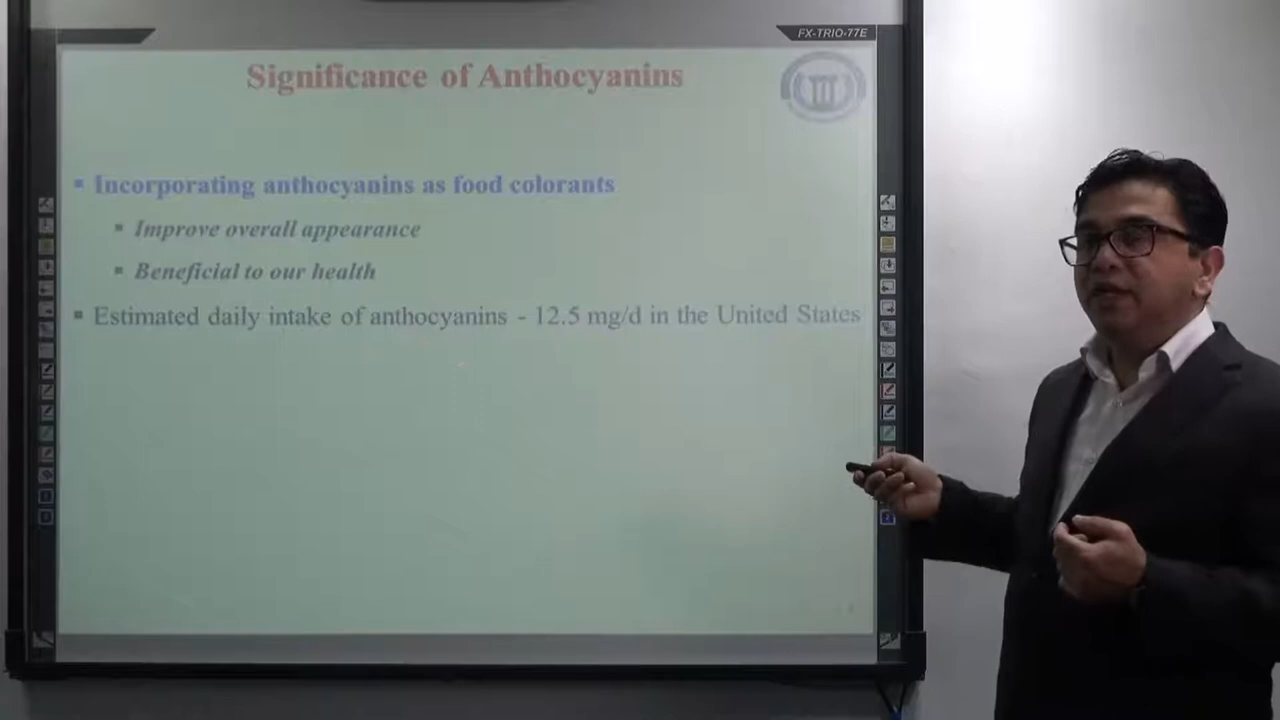 FX-TRIO-77E
Significance of Anthocyanins
Incorporating anthocyanins as food colorants
Improve overall appearance
Beneficial to our health
Estimated daily intake of anthocyanins - 12.5 mg/d in the United States